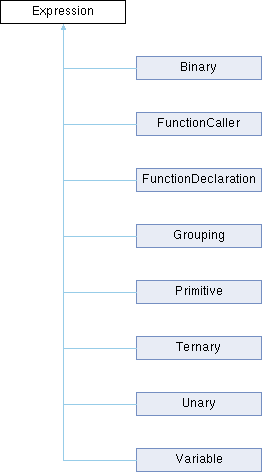 Expression
Binary
FunctionCaller
FunctionDeclaration
Grouping
Primitive
Ternary
Unary
Variable